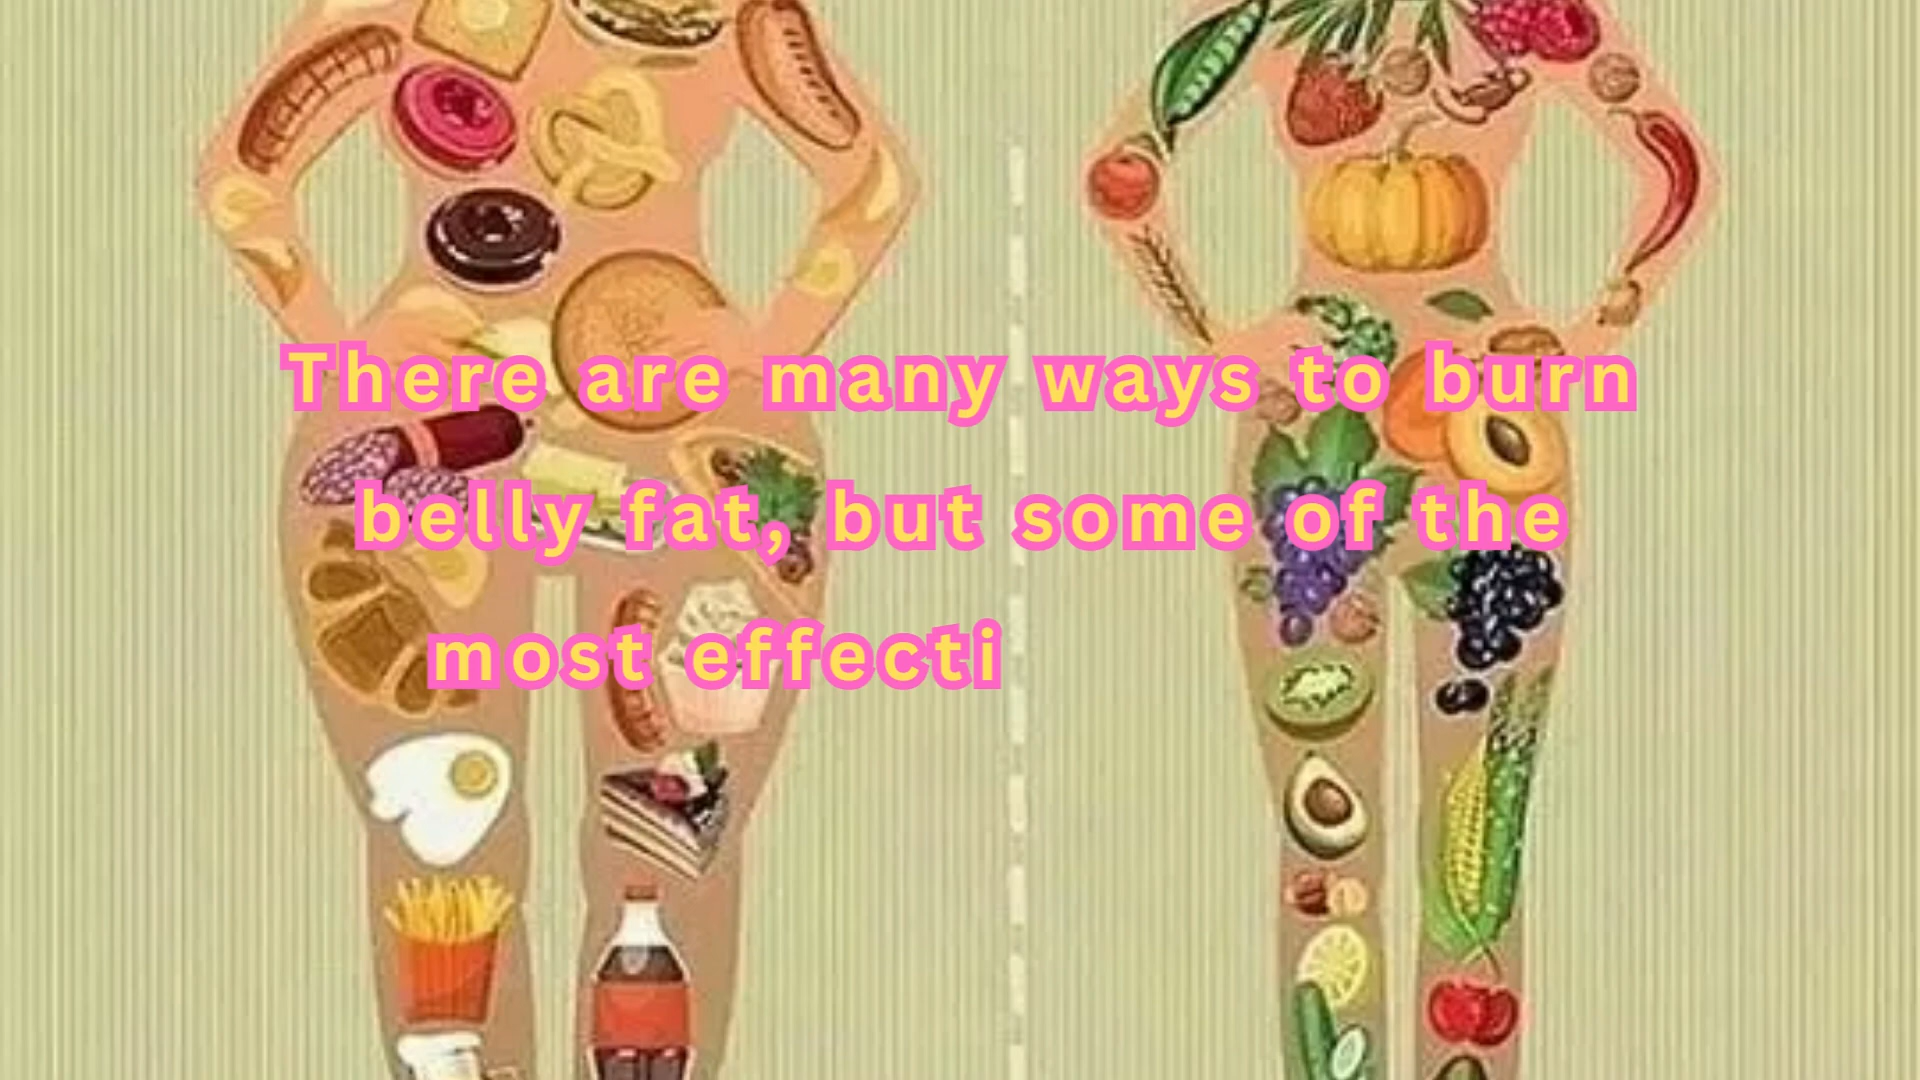 There are many ways to burn
belly fat, but some of the
most effecti